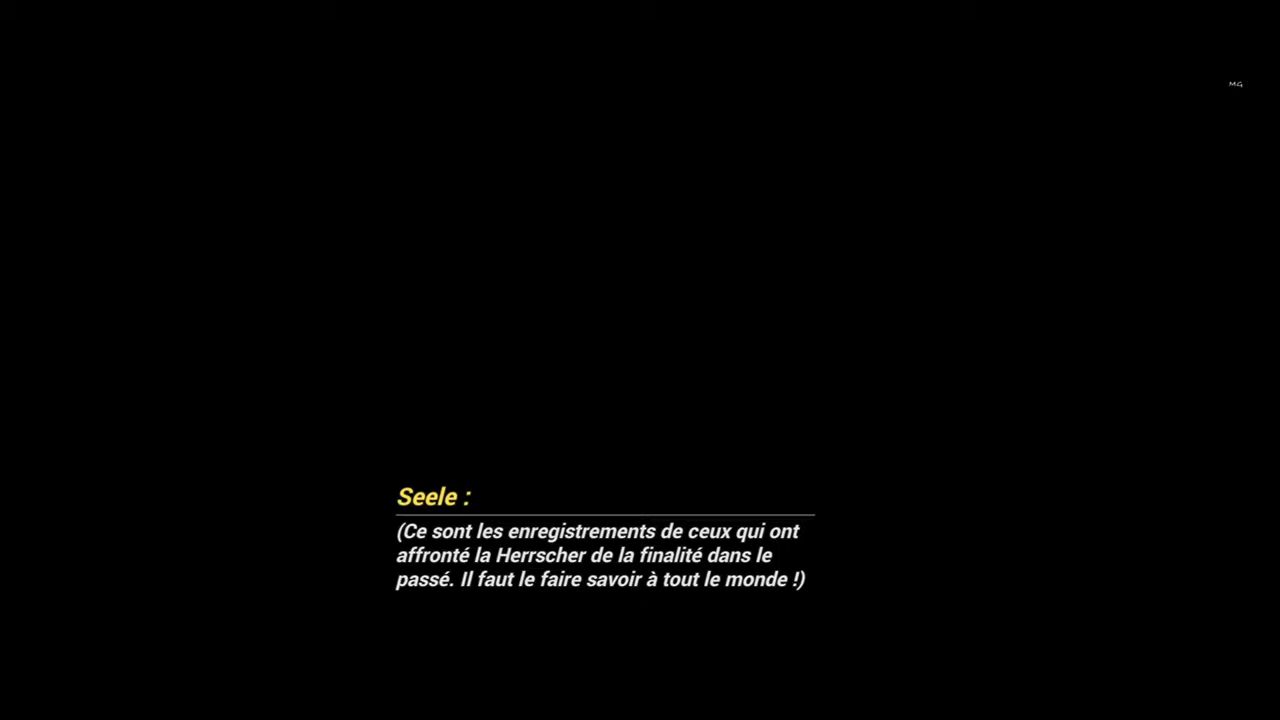 MG
Seele :
(Ce sont les enregistrements de ceux qui ont
affronté la Herrscher de la finalité dans le
passé. Il faut le faire savoir à tout le monde !)